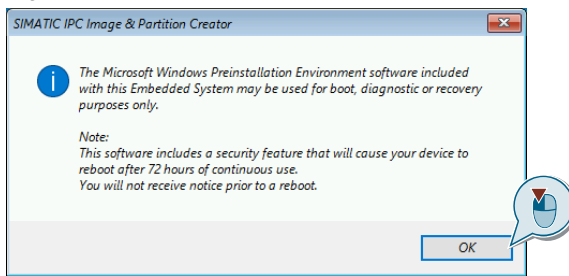 SIMATIC IPC Image & Partition Creator
The Microsoft Windows Preinstallation Environment software included
with this Embedded System may be used for boot, diagnostic or recovery
purposes only.
Note:
This software includes a security feature that will cause your device to
reboot after 72 hours of continuous use.
You will not receive notice prior to a reboot.
OK